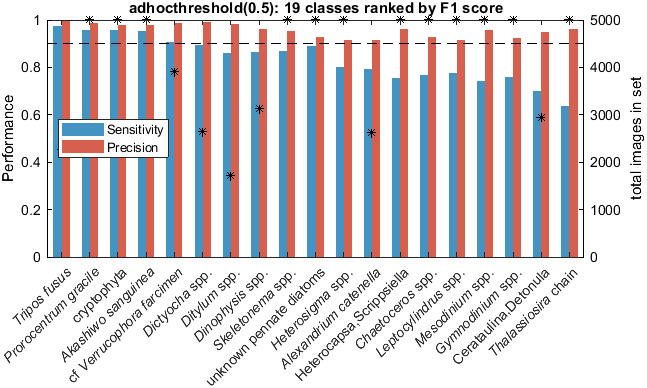 adhocthreshold(0.5): 19 classes ranked by F1 score
Performance
1
0.8
0.6
0.4
0.2
0
Sensitivity
Precision
5000
4000
3000
2000
1000
0
total images in set
Tripos fusus
Prorocentrum gracile
cryptophyta
Akashiwo sanguinea
cf Verrucophora farcimen
Dictyocha spp.
Ditylum spp.
Dinophysis spp.
Skeletonema spp.
unknown pennate diatoms
Heterosigma spp.
Alexandrium catenella
Heterocapsa,Scrippsiella
Chaetoceros spp.
Leptocylindrus spp.
Mesodinium spp.
Gymnodinium spp.
Cerataulina,Detonula
Thalassiosira chain